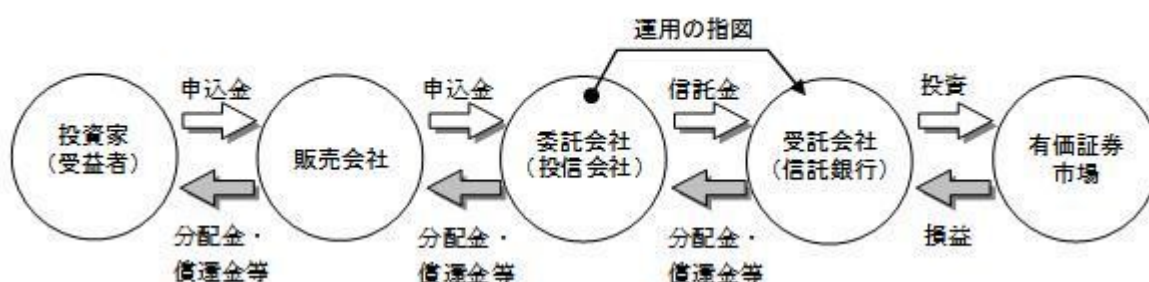 運用の指図
申込金
申込金
信託金
投資
投資家
(受益者)
販売会社
委託会社
(投信会社)
受託会社
(信託銀行)
有価証券
市場
分配金・
償還金等
分配金・
償還金等
分配金・
償還金等
損益